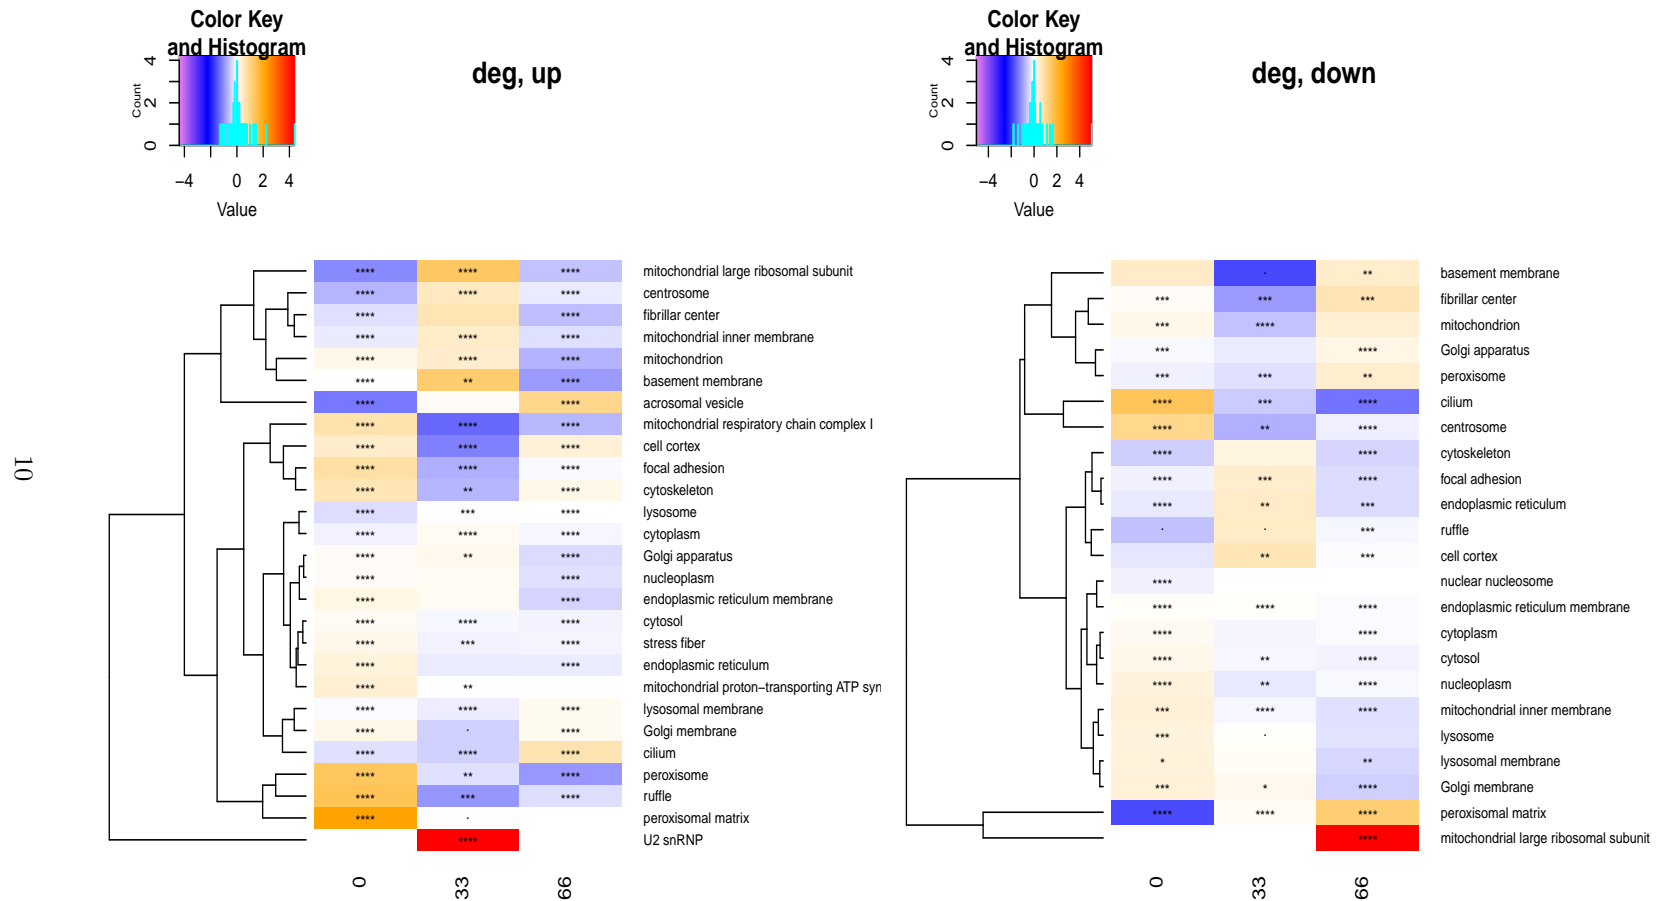 Color Key
and Histogram
Count
0 2 4
−4 0 2 4
Value
deg, up
**** **** **** mitochondrial large ribosomal subunit
**** **** **** centrosome
**** **** fibrillar center
**** **** **** mitochondrial inner membrane
**** **** **** mitochondrion
**** ** **** basement membrane
**** **** acrosomal vesicle
**** **** **** mitochondrial respiratory chain complex I
**** **** **** cell cortex
**** **** **** focal adhesion
**** ** **** cytoskeleton
**** *** **** lysosome
**** **** **** cytoplasm
**** ** **** Golgi apparatus
**** **** nucleoplasm
**** **** endoplasmic reticulum membrane
**** **** **** cytosol
**** *** **** stress fiber
**** **** endoplasmic reticulum
**** ** mitochondrial proton−transporting ATP syn
**** **** **** lysosomal membrane
**** . **** Golgi membrane
**** **** **** cilium
**** ** **** peroxisome
**** *** **** ruffle
**** . peroxisomal matrix
**** U2 snRNP
0 33 66
Color Key
and Histogram
Count
0 2 4
−4 0 2 4
Value
deg, down
. ** basement membrane
*** *** *** fibrillar center
*** **** mitochondrion
*** **** Golgi apparatus
*** *** ** peroxisome
**** *** **** cilium
**** ** **** centrosome
**** **** cytoskeleton
**** *** **** focal adhesion
**** ** *** endoplasmic reticulum
. . *** ruffle
** *** cell cortex
**** nuclear nucleosome
**** **** **** endoplasmic reticulum membrane
**** **** cytoplasm
**** ** **** cytosol
**** ** **** nucleoplasm
*** **** **** mitochondrial inner membrane
*** . lysosome
* ** lysosomal membrane
*** * **** Golgi membrane
**** **** **** peroxisomal matrix
**** mitochondrial large ribosomal subunit
0 33 66
10